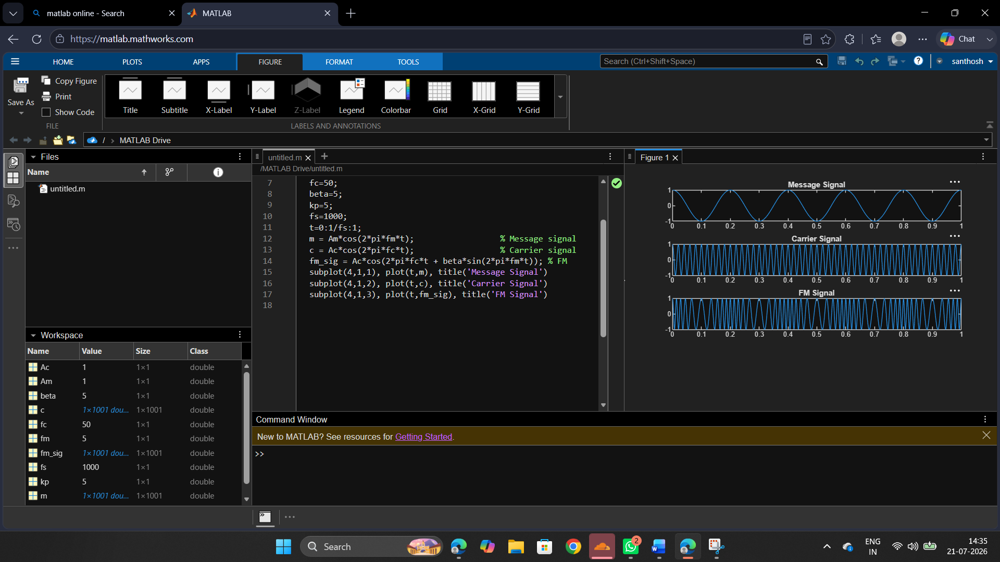 matlab online - Search
MATLAB
https://matlab.mathworks.com
Chat
HOME
PLOTS
APPS
FIGURE
FORMAT
TOOLS
Search (Ctrl+Shift+Space)
santhosh
Save As
Copy Figure
Print
Show Code
FILE
Title
Subtitle
X-Label
Y-Label
Z-Label
Legend
Colorbar
Grid
X-Grid
Y-Grid
LABELS AND ANNOTATIONS
/ › MATLAB Drive
Files
Name
untitled.m
Workspace
Name Value Size Class
Ac 1 1×1 double
Am 1 1×1 double
beta 5 1×1 double
c 1×1001 dou... 1×1001 double
fc 50 1×1 double
fm 5 1×1 double
fm_sig 1×1001 dou... 1×1001 double
fs 1000 1×1 double
kp 5 1×1 double
m 1×1001 dou... 1×1001 double
untitled.m
/MATLAB Drive/untitled.m
7 fc=50;
8 beta=5;
9 kp=5;
10 fs=1000;
11 t=0:1/fs:1;
12 m = Am*cos(2*pi*fm*t); % Message signal
13 c = Ac*cos(2*pi*fc*t); % Carrier signal
14 fm_sig = Ac*cos(2*pi*fc*t + beta*sin(2*pi*fm*t)); % FM
15 subplot(4,1,1), plot(t,m), title('Message Signal')
16 subplot(4,1,2), plot(t,c), title('Carrier Signal')
17 subplot(4,1,3), plot(t,fm_sig), title('FM Signal')
18
Figure 1
Message Signal
1
0
-1
0 0.1 0.2 0.3 0.4 0.5 0.6 0.7 0.8 0.9 1
Carrier Signal
1
0
-1
0 0.1 0.2 0.3 0.4 0.5 0.6 0.7 0.8 0.9 1
FM Signal
1
0
-1
0 0.1 0.2 0.3 0.4 0.5 0.6 0.7 0.8 0.9 1
Command Window
New to MATLAB? See resources for Getting Started.
>>
Search
2
ENG
IN
14:35
21-07-2026